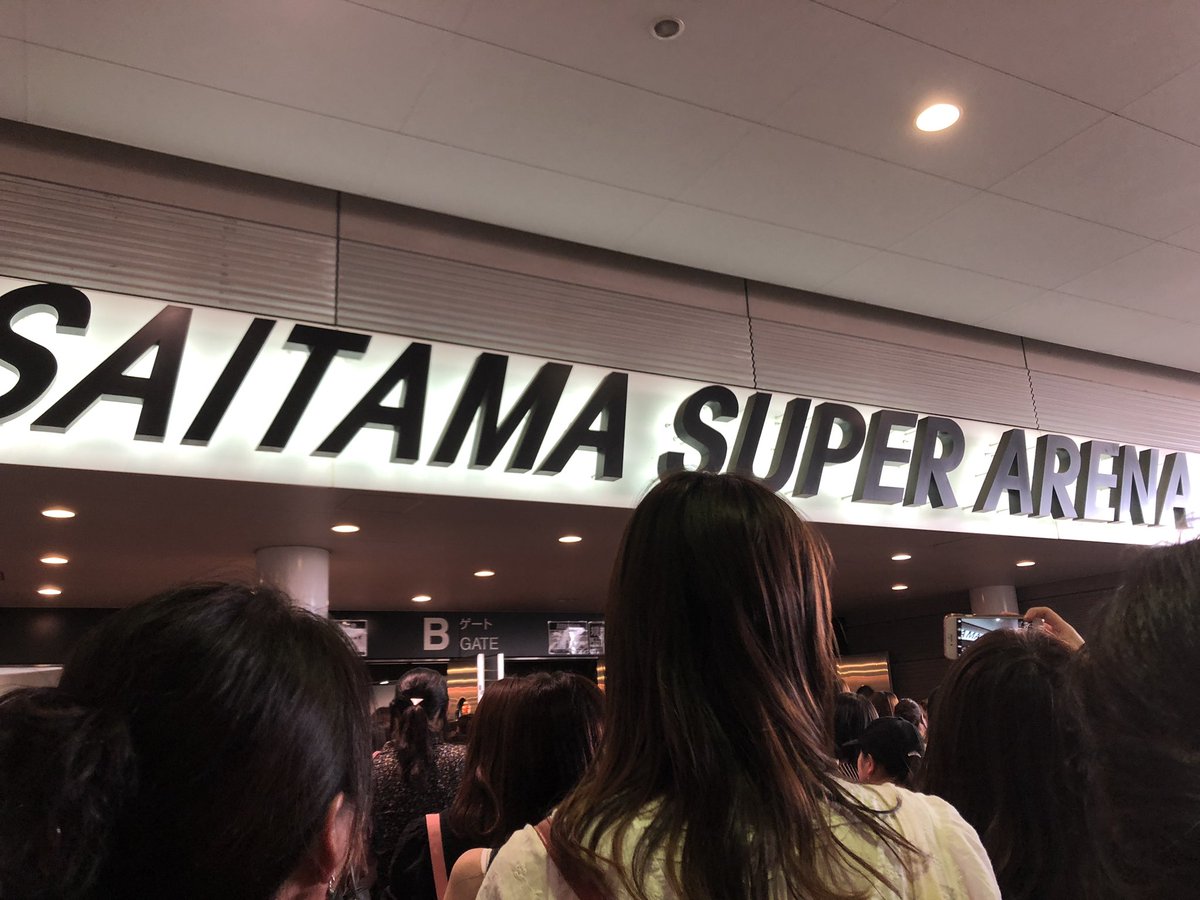 SAITAMA SUPER ARENA
B ゲート
GATE